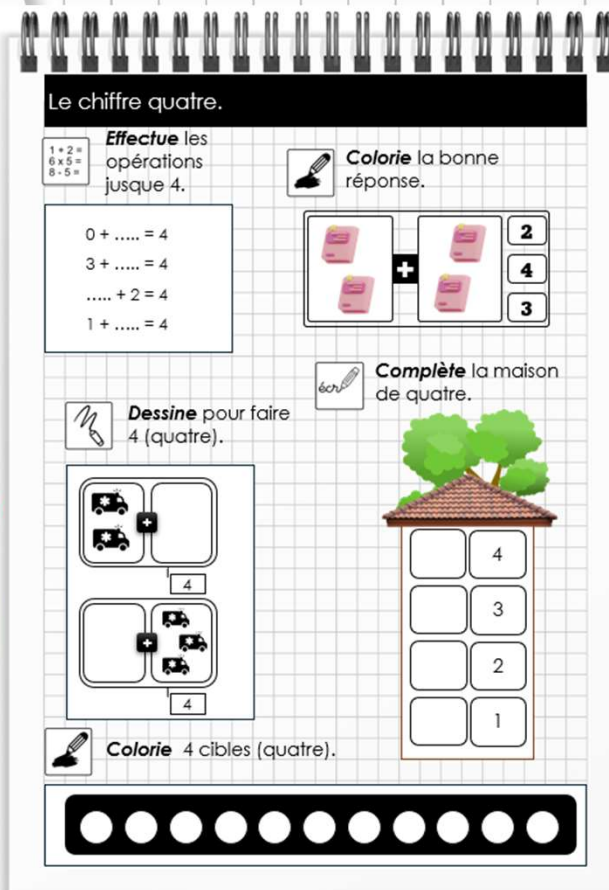 Le chiffre quatre.
1 + 2 =
6 x 5 =
8 - 5 =
Effectue les
opérations
jusque 4.
Colorie la bonne
réponse.
0 + ..... = 4
3 + ..... = 4
..... + 2 = 4
1 + ..... = 4
+
2
4
3
écri
Complète la maison
de quatre.
Dessine pour faire
4 (quatre).
+
4
+
4
4
3
2
1
Colorie 4 cibles (quatre).